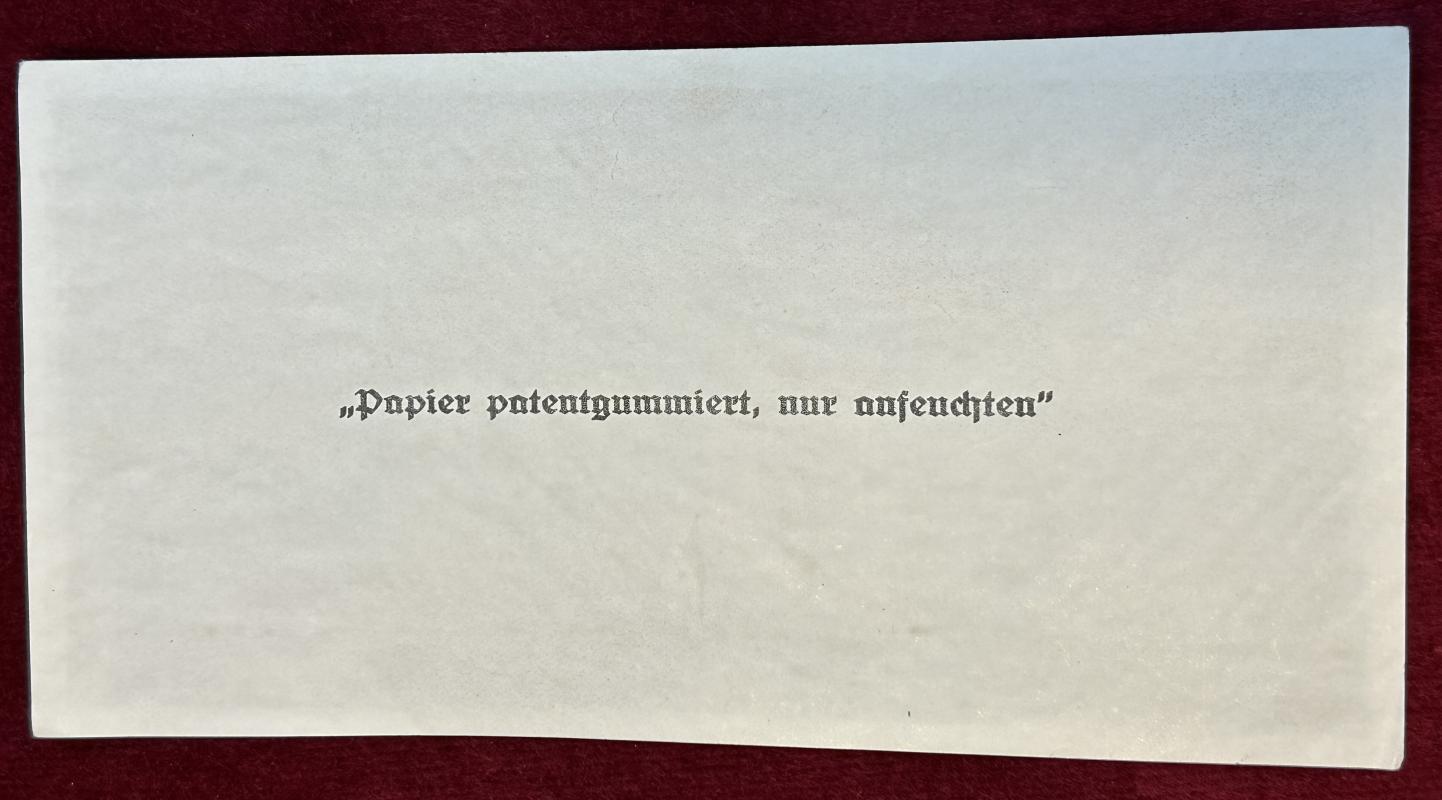 „Papier patentgummiert, nur anfeuchten“